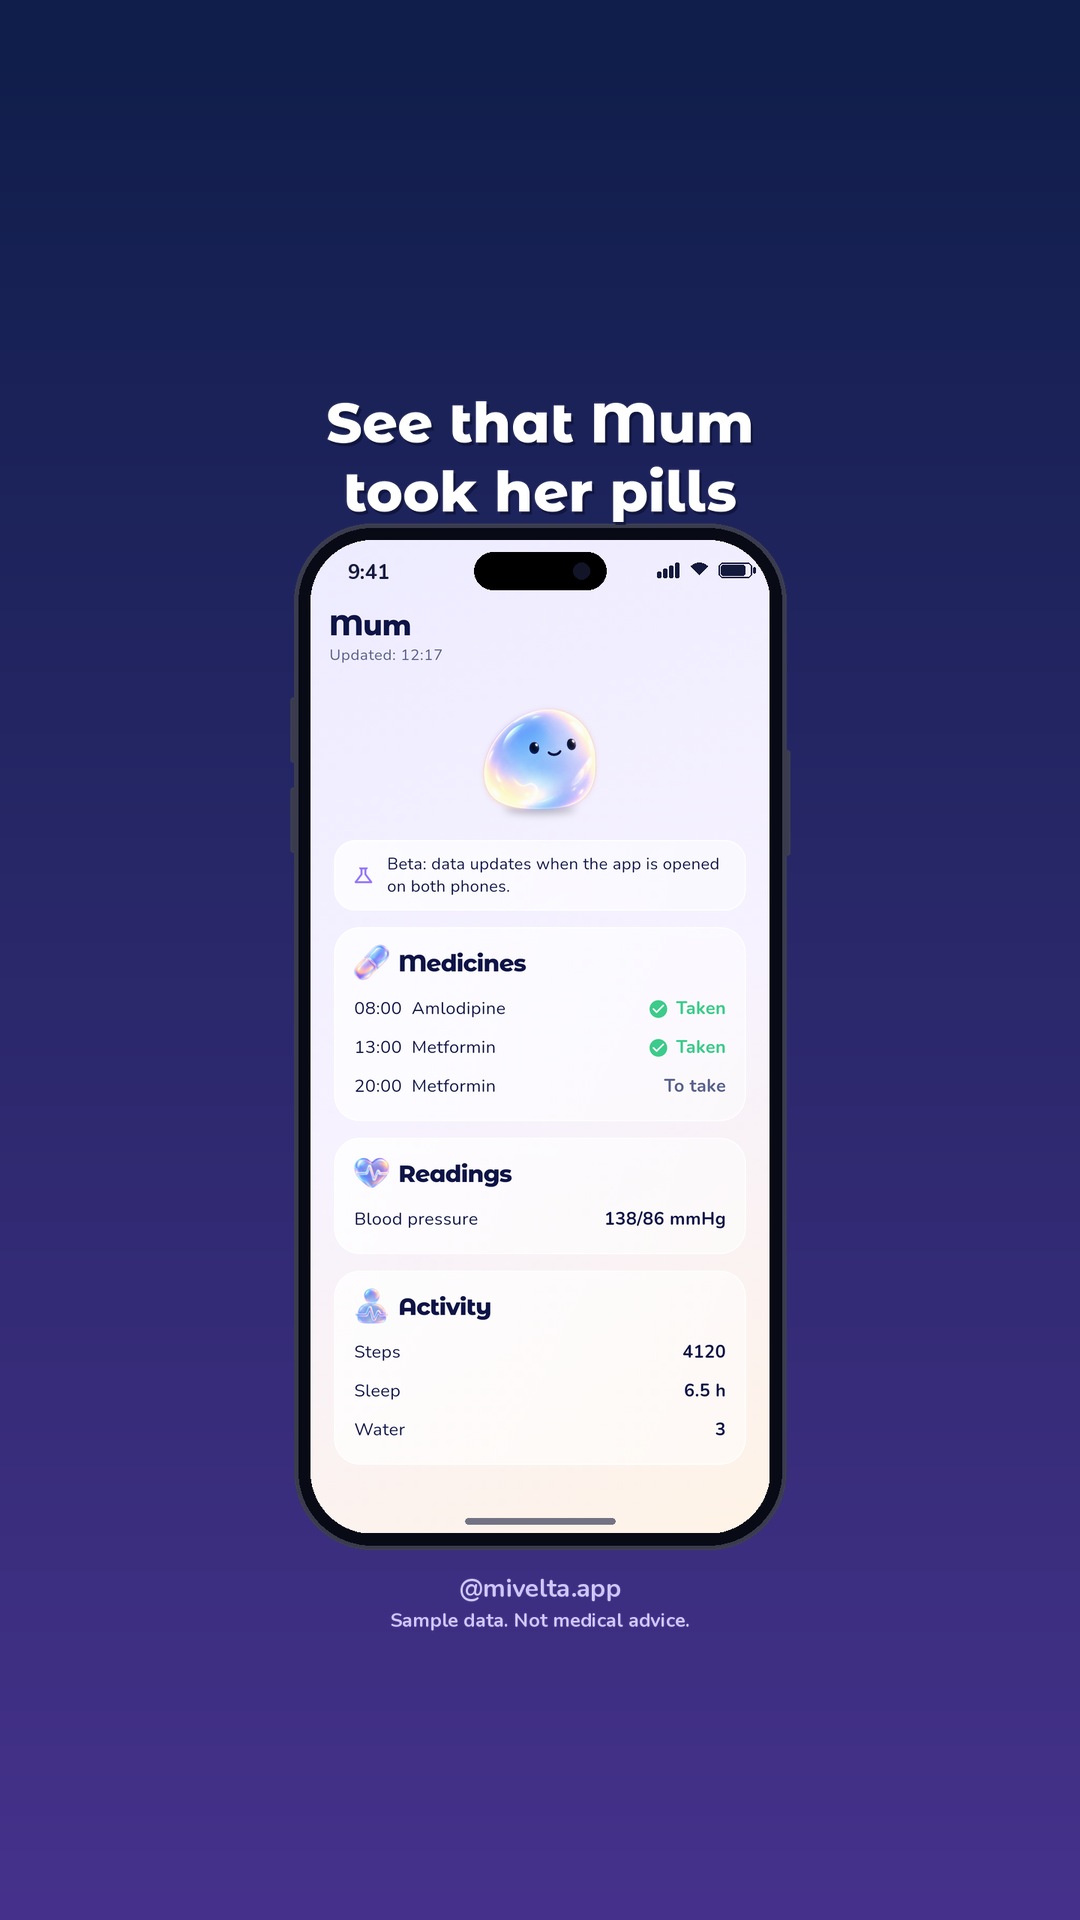 See that Mum
took her pills
9:41
Mum
Updated: 12:17
Beta: data updates when the app is opened
on both phones.
Medicines
08:00 Amlodipine Taken
13:00 Metformin Taken
20:00 Metformin To take
Readings
Blood pressure 138/86 mmHg
Activity
Steps 4120
Sleep 6.5 h
Water 3
@mivelta.app
Sample data. Not medical advice.